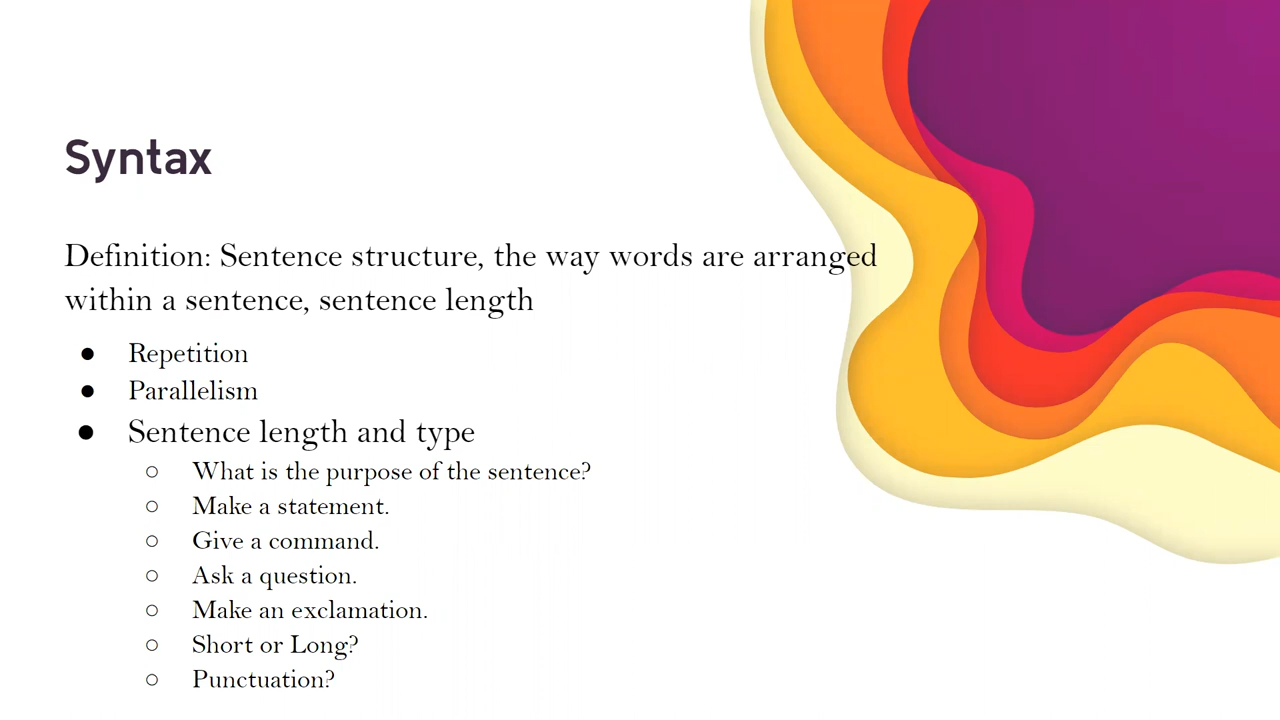 Syntax
Definition: Sentence structure, the way words are arranged
within a sentence, sentence length
● Repetition
● Parallelism
● Sentence length and type
○ What is the purpose of the sentence?
○ Make a statement.
○ Give a command.
○ Ask a question.
○ Make an exclamation.
○ Short or Long?
○ Punctuation?